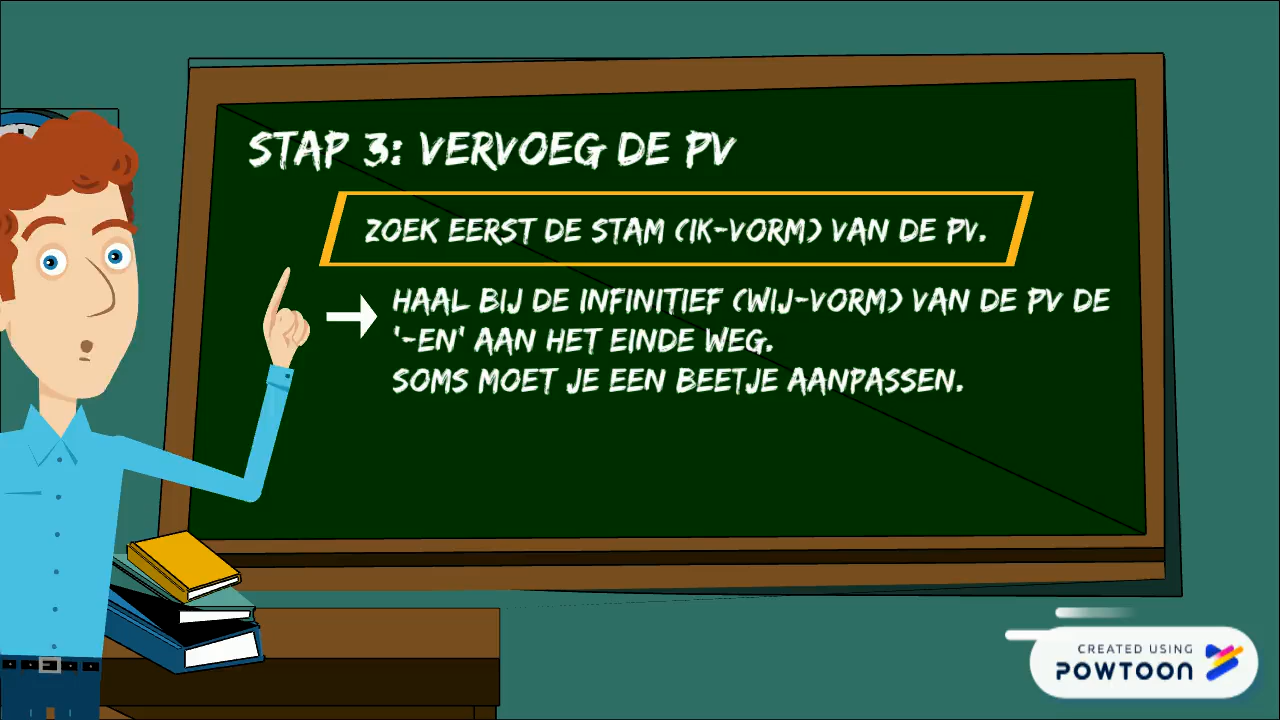 STAP 3: VERVOEG DE PV
ZOEK EERST DE STAM (IK-VORM) VAN DE PV.
HAAL BIJ DE INFINITIEF (WIJ-VORM) VAN DE PV DE
'-EN' AAN HET EINDE WEG.
SOMS MOET JE EEN BEETJE AANPASSEN.
CREATED USING
POWTOON